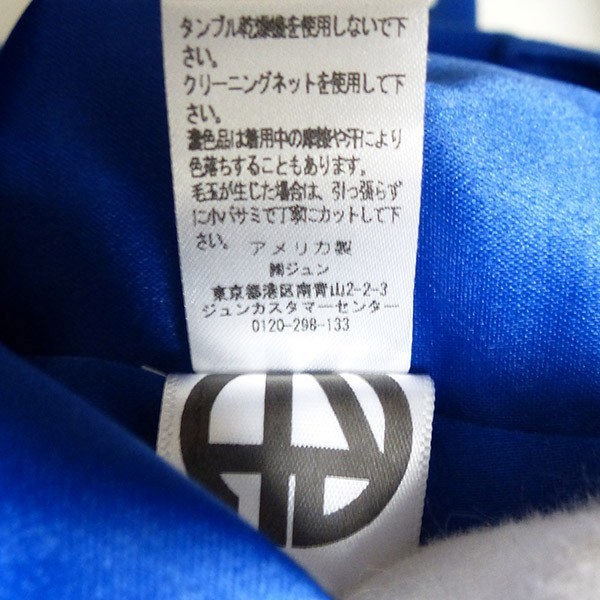 タンブル乾燥機を使用しないで下
さい。
クリーニングネットを使用して下
さい。
濃色品は着用中の摩擦や汗により
色落ちすることもあります。
毛玉が生じた場合は、引っ張らず
に小バサミで丁寧にカットして下
さい。
アメリカ製
㈱ジュン
東京都港区南青山2-2-3
ジュンカスタマーセンター
0120-298-133